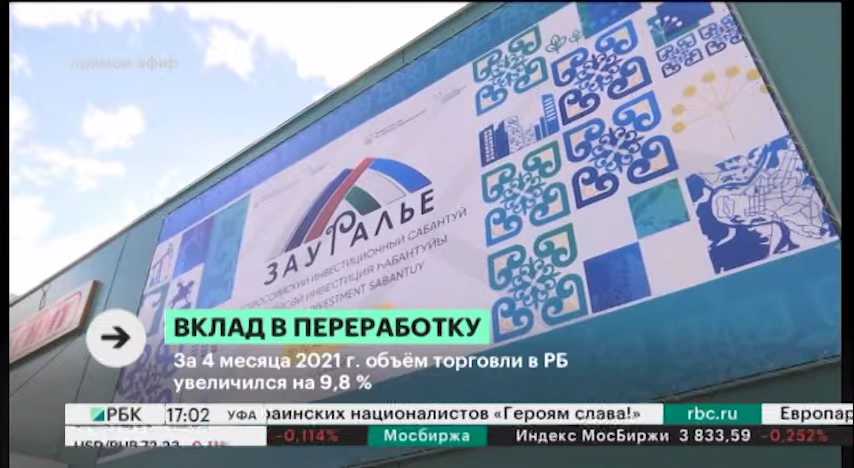 прямой эфир
ЗАУРАЛЬЕ
ИНВЕСТИЦИОННЫЙ САБАНТУЙ
ИНВЕСТИЦИЯ ҺАБАНТУЙЫ
INVESTMENT SABANTUY
ВКЛАД В ПЕРЕРАБОТКУ
За 4 месяца 2021 г. объём торговли в РБ
увеличился на 9,8 %
РБК 17:02 УФА раинских националистов «Героям слава!» rbc.ru Европар
-0,114% Мосбиржа Индекс МосБиржи 3 833,59 -0,252%